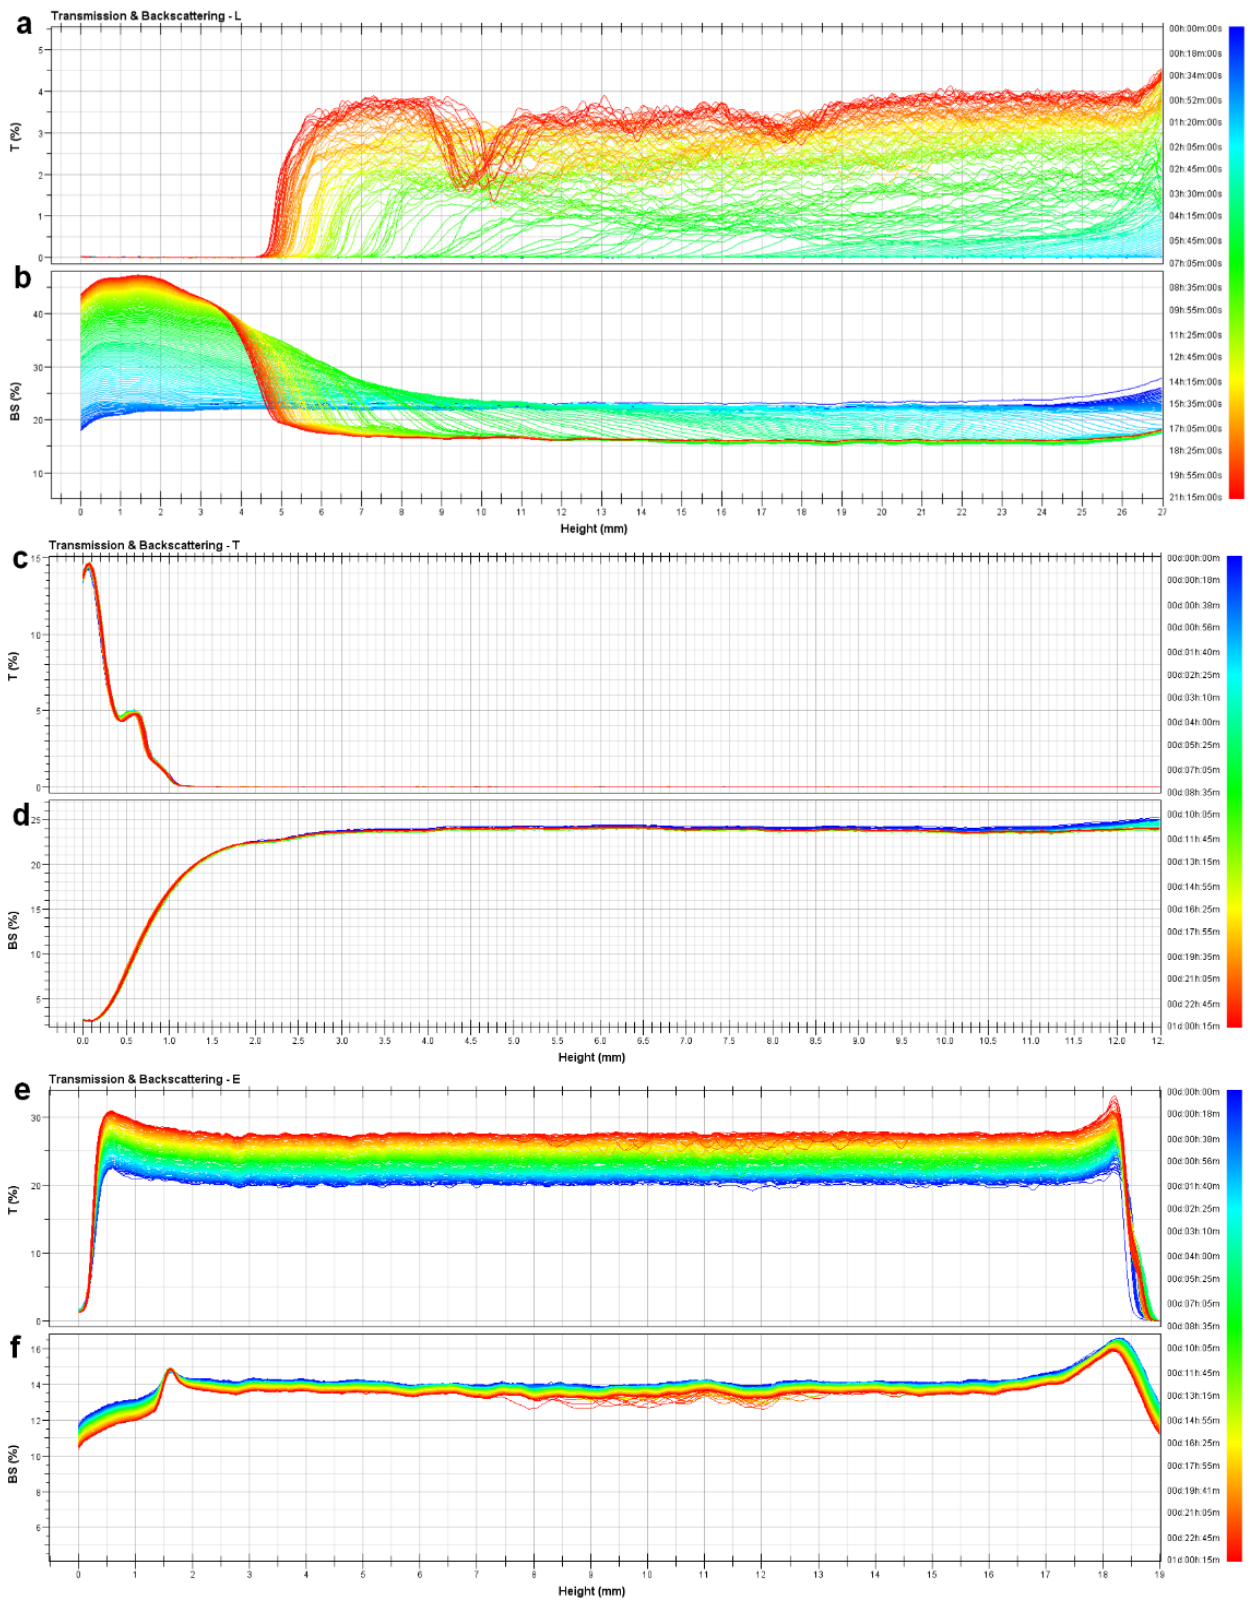 a
Transmission & Backscattering - L
T (%)
5
4
3
2
1
0
00h:00m:00s
00h:18m:00s
00h:34m:00s
00h:52m:00s
01h:20m:00s
02h:05m:00s
02h:45m:00s
03h:30m:00s
04h:15m:00s
05h:45m:00s
07h:05m:00s
08h:35m:00s
09h:55m:00s
11h:25m:00s
12h:45m:00s
14h:15m:00s
15h:35m:00s
17h:05m:00s
18h:25m:00s
19h:55m:00s
21h:15m:00s
b
BS (%)
40
30
20
10
0 1 2 3 4 5 6 7 8 9 10 11 12 13 14 15 16 17 18 19 20 21 22 23 24 25 26 27
Height (mm)
Transmission & Backscattering - T
c
T (%)
15
10
5
0
00d:00h:00m
00d:00h:18m
00d:00h:38m
00d:00h:56m
00d:01h:40m
00d:02h:25m
00d:03h:10m
00d:04h:00m
00d:05h:25m
00d:07h:05m
00d:08h:35m
00d:10h:05m
00d:11h:45m
00d:13h:15m
00d:14h:55m
00d:16h:25m
00d:17h:55m
00d:19h:35m
00d:21h:05m
00d:22h:45m
01d:00h:15m
d
BS (%)
25
20
15
10
5
0.0 0.5 1.0 1.5 2.0 2.5 3.0 3.5 4.0 4.5 5.0 5.5 6.0 6.5 7.0 7.5 8.0 8.5 9.0 9.5 10.0 10.5 11.0 11.5 12.0 12.
Height (mm)
Transmission & Backscattering - E
e
T (%)
30
20
10
0
00d:00h:00m
00d:00h:18m
00d:00h:38m
00d:00h:56m
00d:01h:40m
00d:02h:25m
00d:03h:10m
00d:04h:00m
00d:05h:25m
00d:07h:05m
00d:08h:35m
00d:10h:05m
00d:11h:45m
00d:13h:15m
00d:14h:55m
00d:16h:25m
00d:17h:55m
00d:19h:41m
00d:21h:05m
00d:22h:45m
01d:00h:15m
f
BS (%)
16
14
12
10
8
6
0 1 2 3 4 5 6 7 8 9 10 11 12 13 14 15 16 17 18 19
Height (mm)